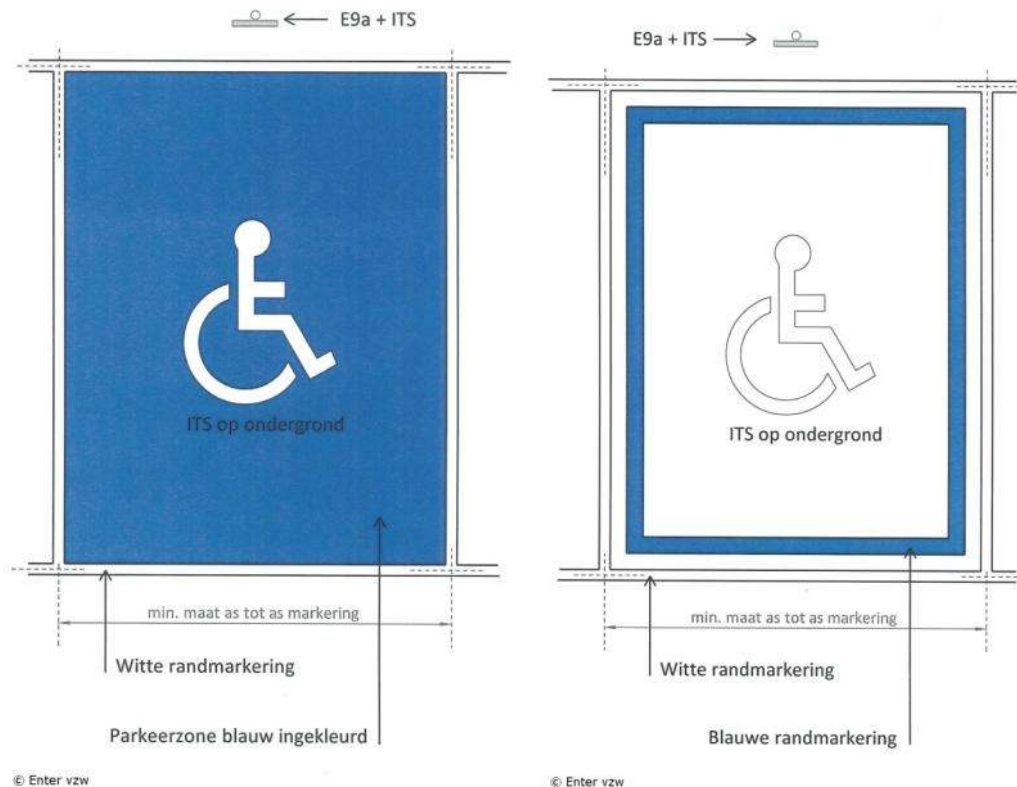 E9a + ITS
ITS op ondergrond
min. maat as tot as markering
Witte randmarkering
Parkeerzone blauw ingekleurd
© Enter vzw
E9a + ITS
ITS op ondergrond
min. maat as tot as markering
Witte randmarkering
Blauwe randmarkering
© Enter vzw